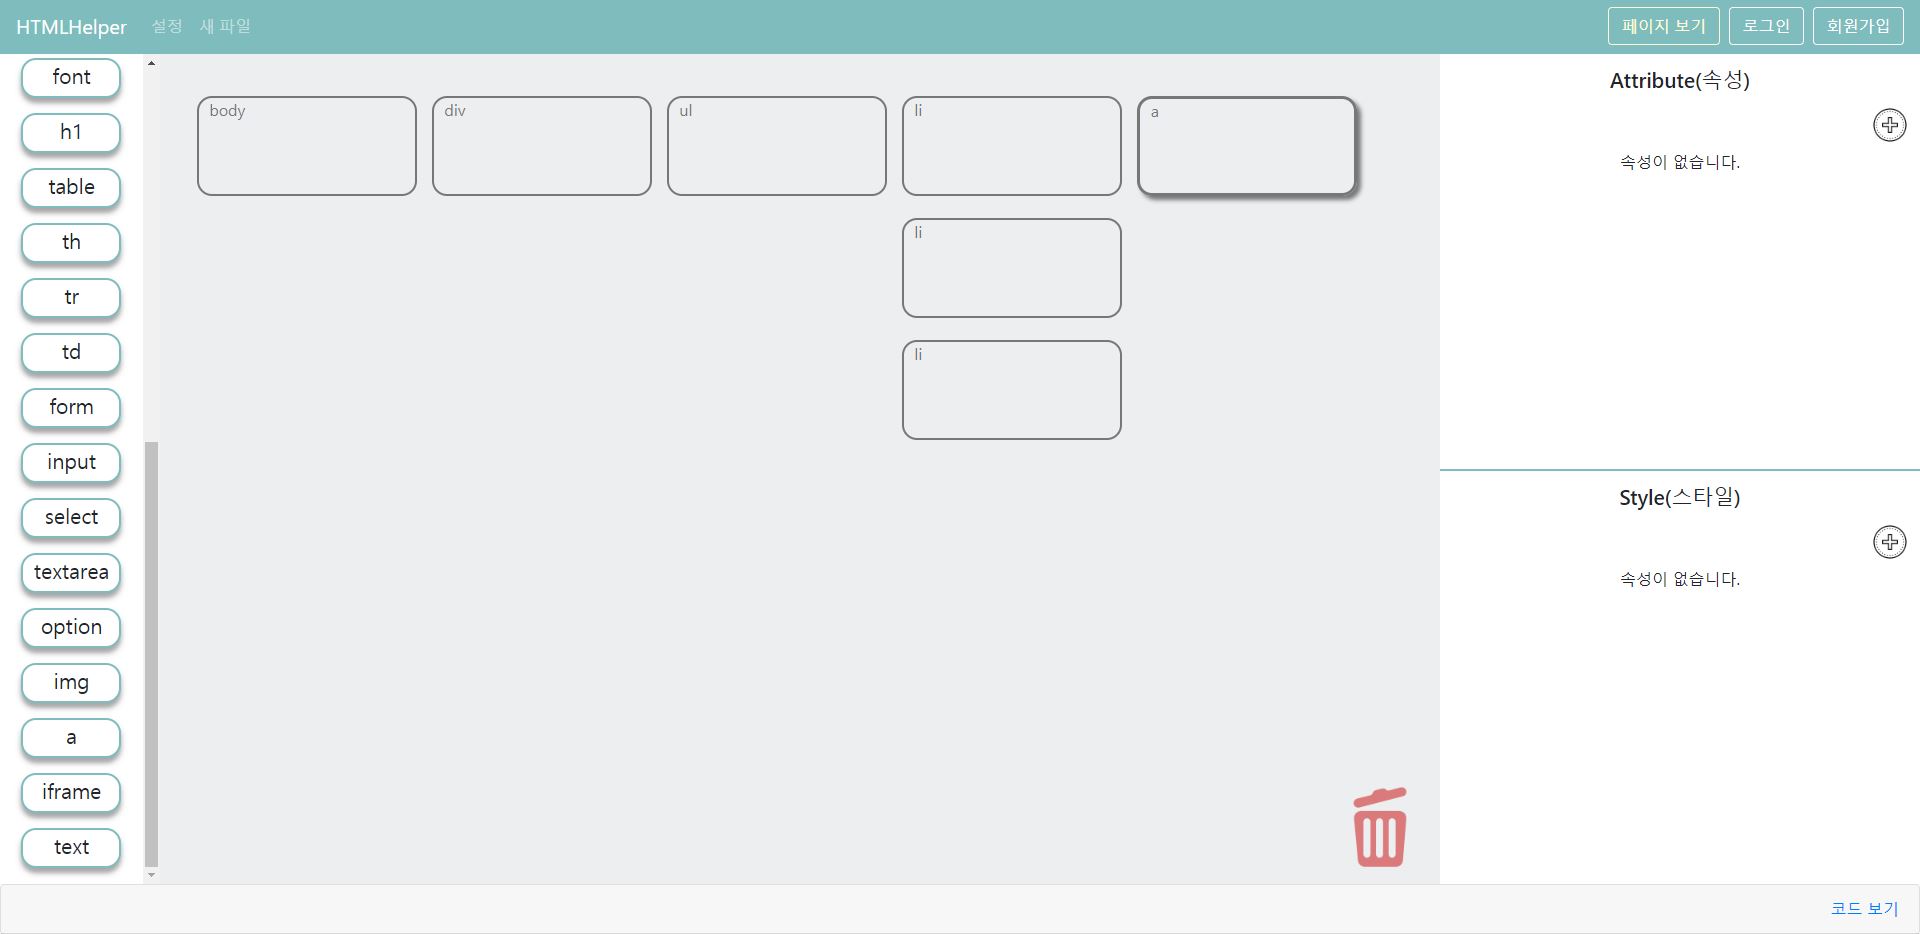 HTMLHelper 설정 새 파일 페이지 보기 로그인 회원가입
font
h1
table
th
tr
td
form
input
select
textarea
option
img
a
iframe
text
body div ul li a
li
li
Attribute(속성)
속성이 없습니다.
Style(스타일)
속성이 없습니다.
코드 보기